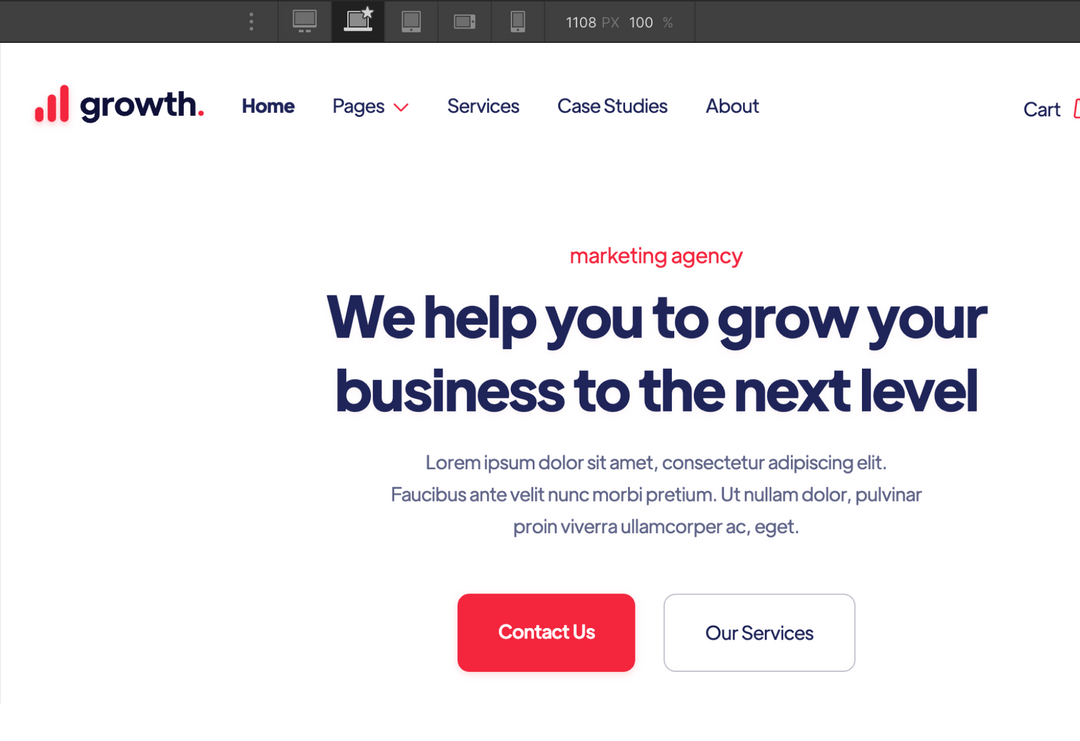 1108 PX 100 %
growth.
Home Pages Services Case Studies About Cart
marketing agency
We help you to grow your
business to the next level
Lorem ipsum dolor sit amet, consectetur adipiscing elit.
Faucibus ante velit nunc morbi pretium. Ut nullam dolor, pulvinar
proin viverra ullamcorper ac, eget.
Contact Us Our Services